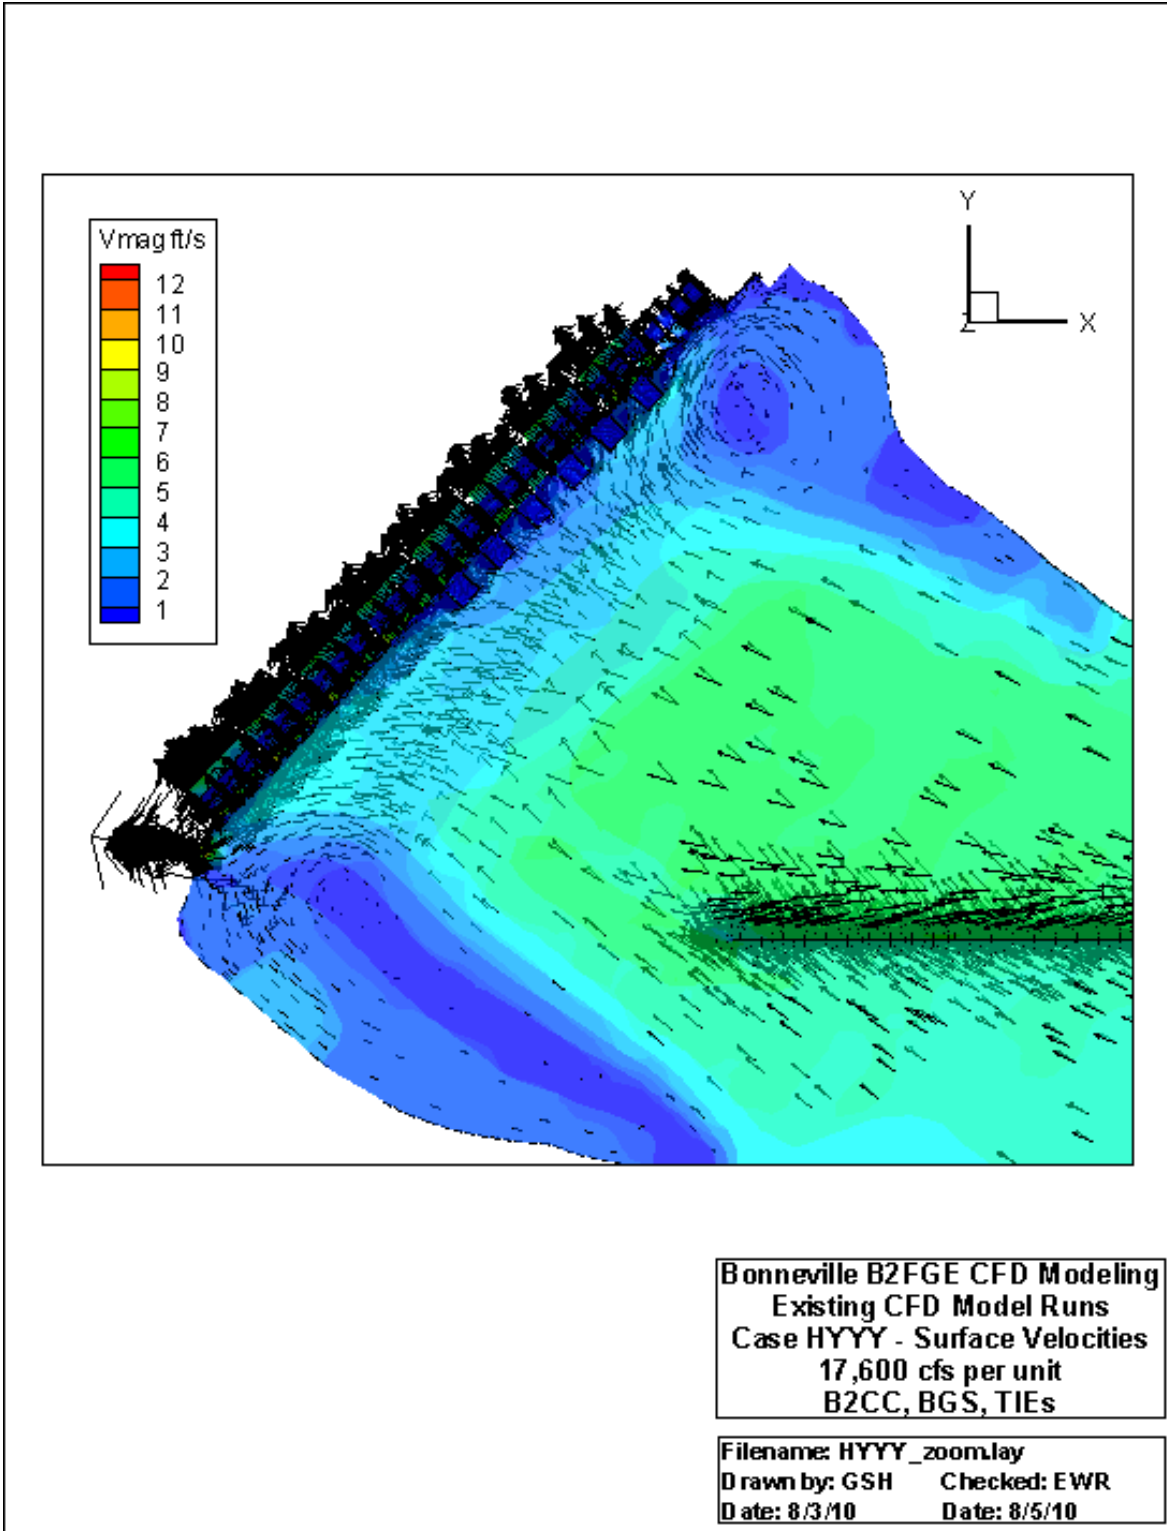 Vmag ft/s
12
11
10
9
8
7
6
5
4
3
2
1
Y
Z
X
Bonneville B2FGE CFD Modeling
Existing CFD Model Runs
Case HYYY - Surface Velocities
17,600 cfs per unit
B2CC, BGS, TIEs
Filename: HYYY_zoom.lay
Drawn by: GSH Checked: EWR
Date: 8/3/10 Date: 8/5/10